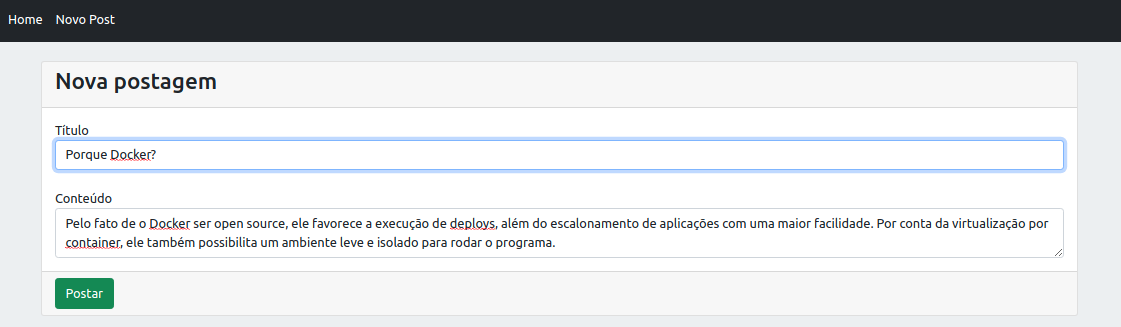 Home Novo Post
Nova postagem
Título
Porque Docker?
Conteúdo
Pelo fato de o Docker ser open source, ele favorece a execução de deploys, além do escalonamento de aplicações com uma maior facilidade. Por conta da virtualização por
container, ele também possibilita um ambiente leve e isolado para rodar o programa.
Postar